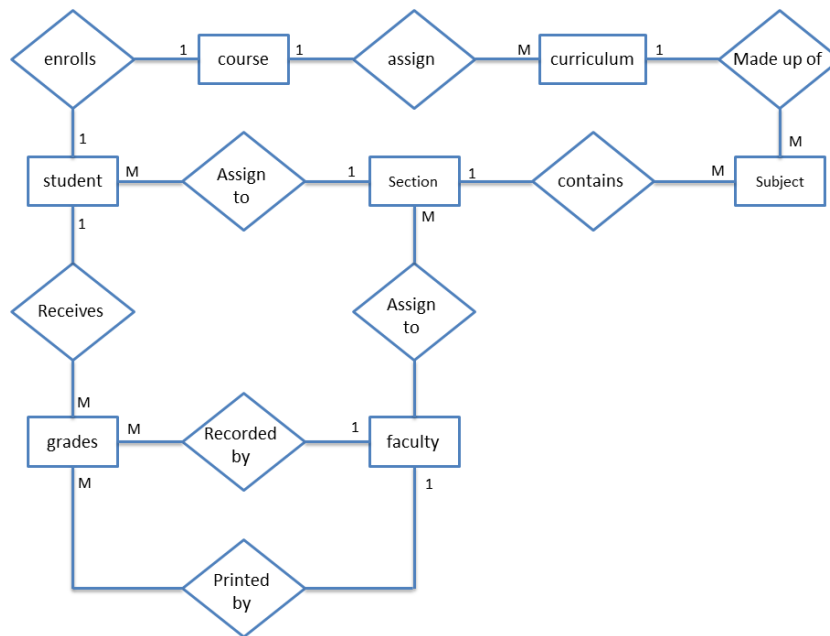 enrolls
1
course
1
assign
M
curriculum
1
Made up of
1
M
student
M
Assign
to
1
Section
1
contains
M
Subject
1
M
Receives
Assign
to
M
grades
M
Recorded
by
1
faculty
M
1
Printed
by